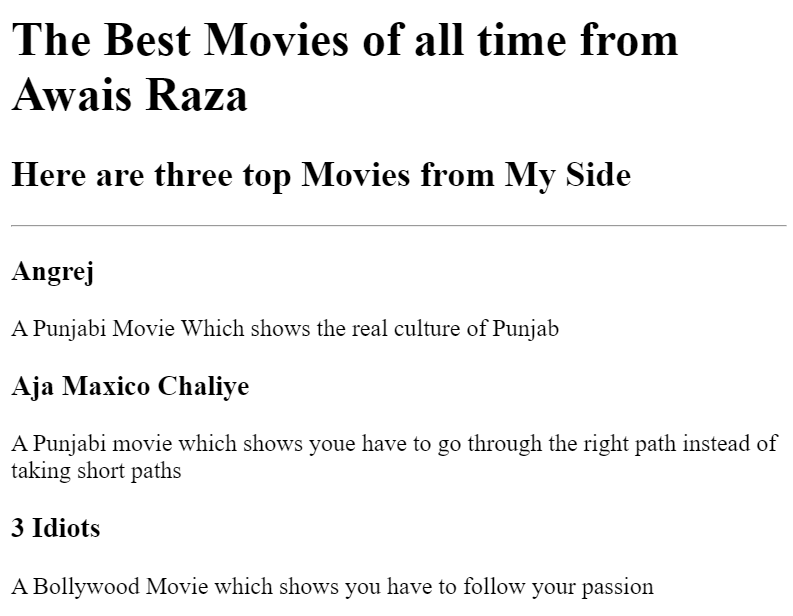 The Best Movies of all time from
Awais Raza
Here are three top Movies from My Side
Angrej
A Punjabi Movie Which shows the real culture of Punjab
Aja Maxico Chaliye
A Punjabi movie which shows youe have to go through the right path instead of
taking short paths
3 Idiots
A Bollywood Movie which shows you have to follow your passion